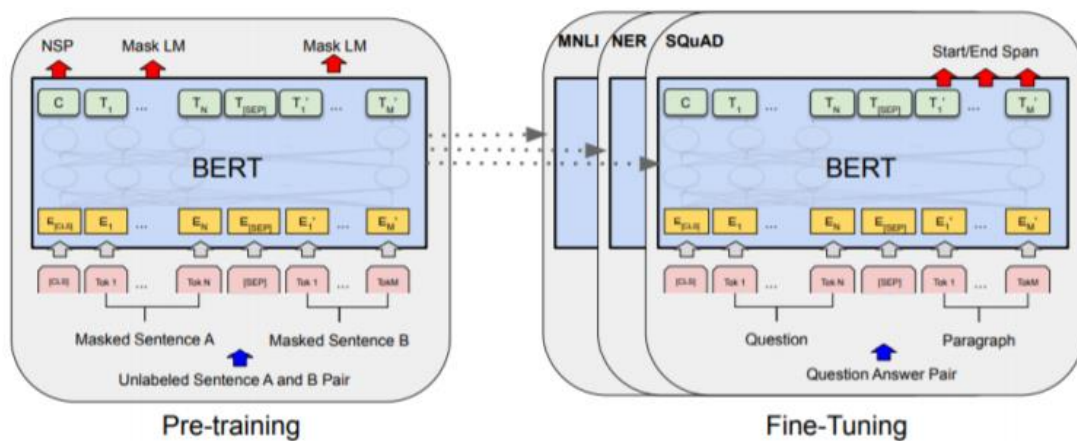 NSP Mask LM Mask LM
C T1 ... TN T[SEP] T1' ... TM'
BERT
E[CLS] E1 ... EN E[SEP] E1' ... EM'
[CLS] Tok 1 ... Tok N [SEP] Tok 1 ... TokM
Masked Sentence A Masked Sentence B
Unlabeled Sentence A and B Pair
Pre-training
MNLI NER SQuAD
Start/End Span
C T1 ... TN T[SEP] T1' ... TM'
BERT
E[CLS] E1 ... EN E[SEP] E1' ... EM'
[CLS] Tok 1 ... Tok N [SEP] Tok 1 ... TokM
Question Paragraph
Question Answer Pair
Fine-Tuning